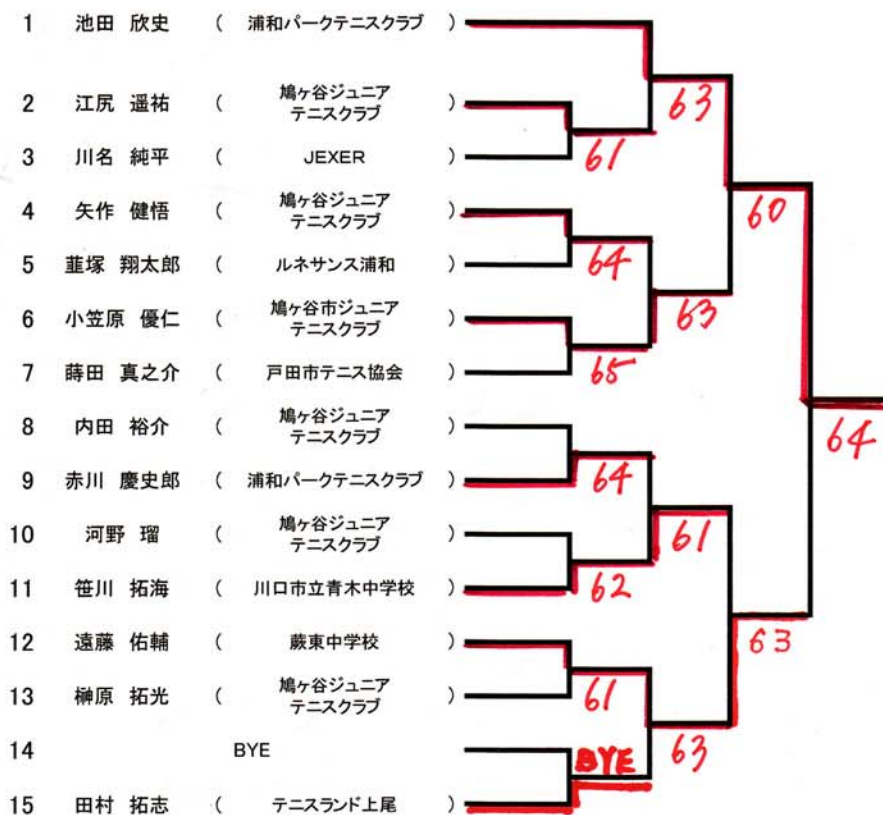 1 池田 欣史 ( 浦和パークテニスクラブ )
63
2 江尻 遥祐 ( 鳩ヶ谷ジュニア
テニスクラブ )
61
3 川名 純平 ( JEXER )
60
4 矢作 健悟 ( 鳩ヶ谷ジュニア
テニスクラブ )
64
5 韮塚 翔太郎 ( ルネサンス浦和 )
63
6 小笠原 優仁 ( 鳩ヶ谷市ジュニア
テニスクラブ )
65
7 蒔田 真之介 ( 戸田市テニス協会 )
64
8 内田 裕介 ( 鳩ヶ谷ジュニア
テニスクラブ )
64
9 赤川 慶史郎 ( 浦和パークテニスクラブ )
61
10 河野 瑠 ( 鳩ヶ谷ジュニア
テニスクラブ )
62
11 笹川 拓海 ( 川口市立青木中学校 )
63
12 遠藤 佑輔 ( 蕨東中学校 )
61
13 榊原 拓光 ( 鳩ヶ谷ジュニア
テニスクラブ )
63
14 BYE
BYE
15 田村 拓志 ( テニスランド上尾 )